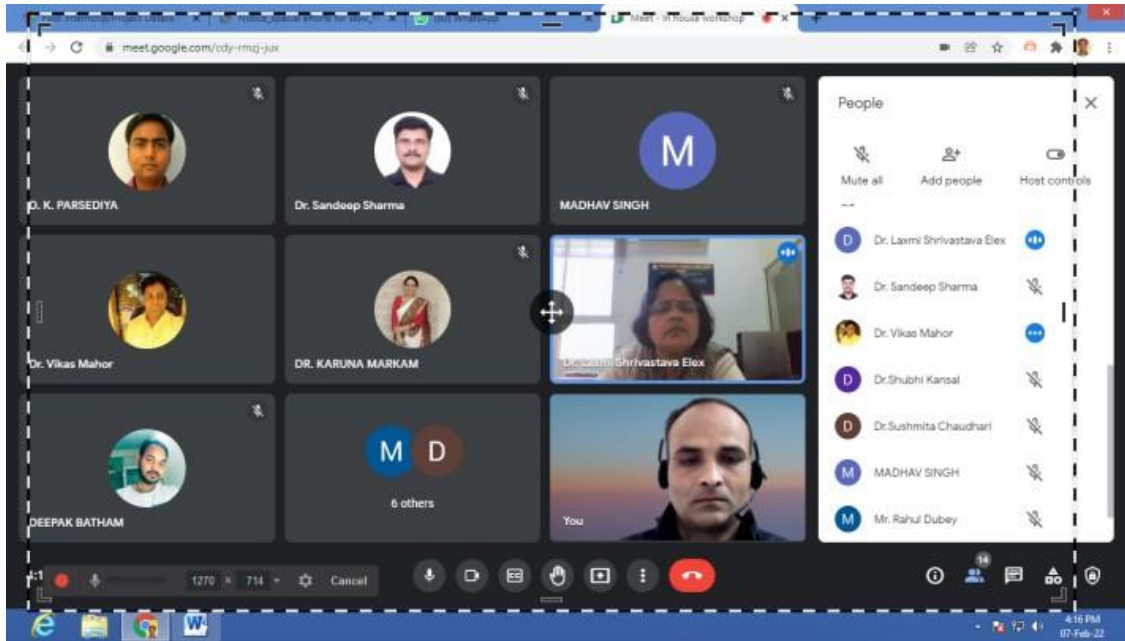 Meet - In house workshop
meet.google.com/cdy-rmzj-jux
D. K. PARSEDIYA
Dr. Sandeep Sharma
M
MADHAV SINGH
Dr. Vikas Mahor
DR. KARUNA MARKAM
Dr. Laxmi Shrivastava Elex
DEEPAK BATHAM
M D
6 others
You
People
Mute all
Add people
Host controls
D Dr. Laxmi Shrivastava Elex
Dr. Sandeep Sharma
Dr. Vikas Mahor
D Dr.Shubhi Kansal
D Dr.Sushmita Chaudhari
M MADHAV SINGH
M Mr. Rahul Dubey
1270 × 714
Cancel
14
4:16 PM
07-Feb-22